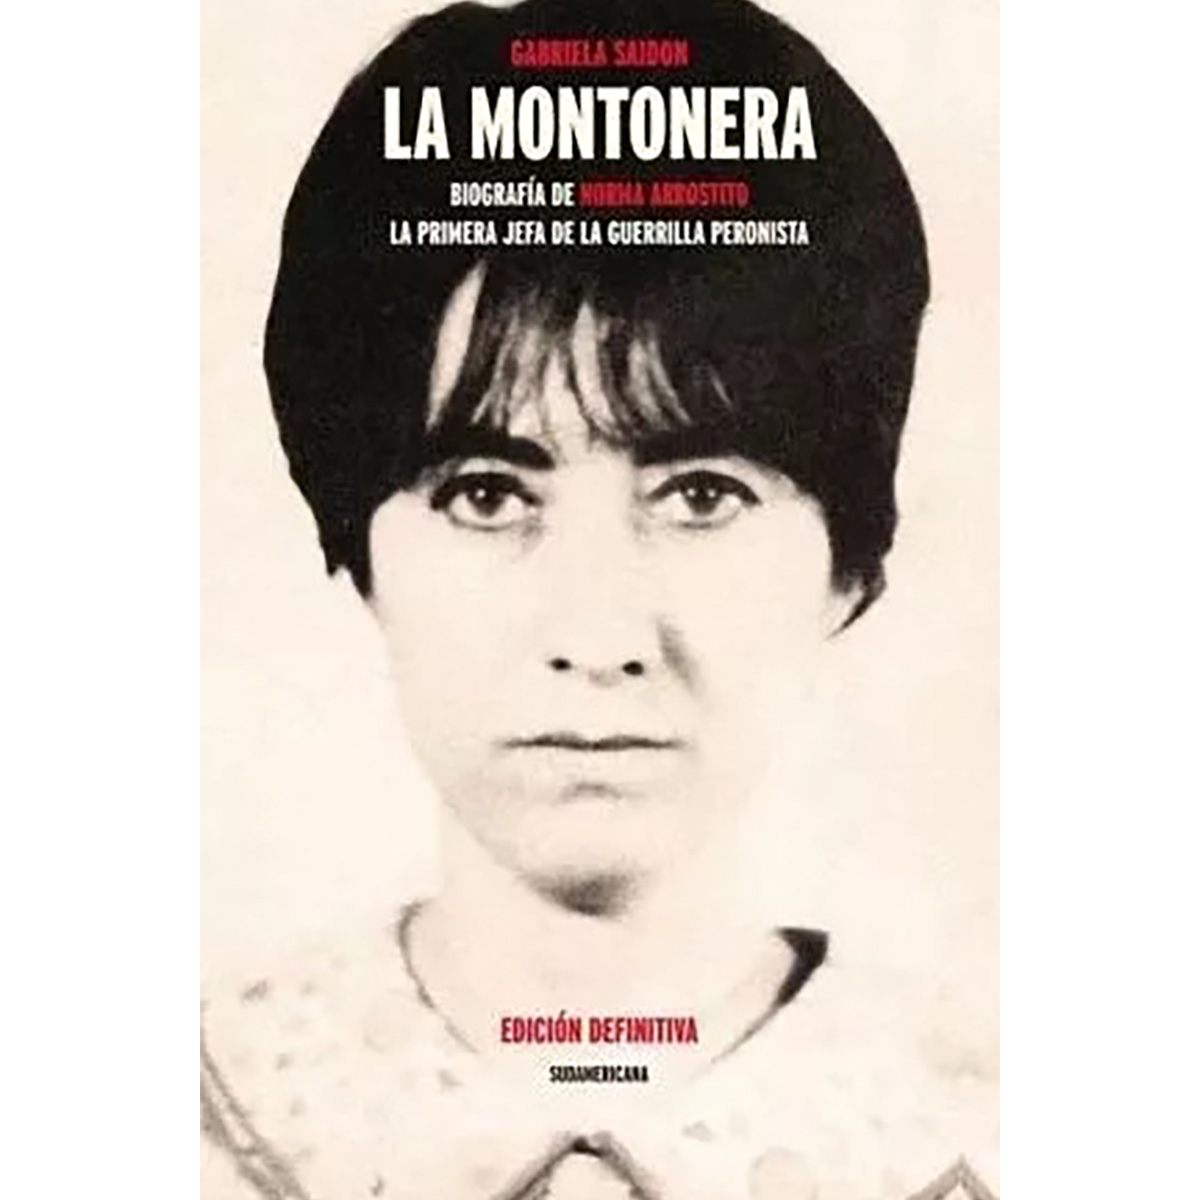 GABRIELA SAIDON
LA MONTONERA
BIOGRAFÍA DE NORMA ARROSTITO
LA PRIMERA JEFA DE LA GUERRILLA PERONISTA
EDICIÓN DEFINITIVA
SUDAMERICANA